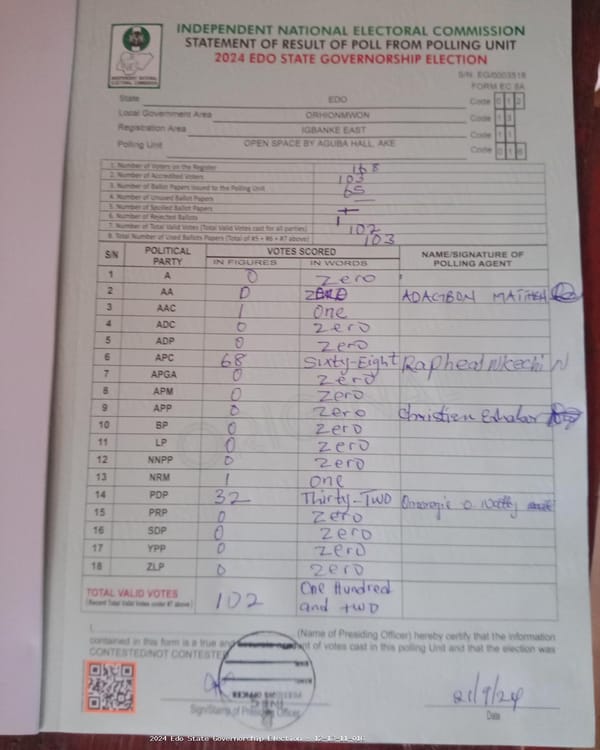 INDEPENDENT NATIONAL ELECTORAL COMMISSION
STATEMENT OF RESULT OF POLL FROM POLLING UNIT
2024 EDO STATE GOVERNORSHIP ELECTION
INDEPENDENT NATIONAL ELECTORAL COMMISSION
S/N. EG/0003518
FORM EC 8A
State EDO Code 0 1 2
Local Government Area ORHIONMWON Code 1 3
Registration Area IGBANKE EAST Code 1 1
Polling Unit OPEN SPACE BY AGUBA HALL, AKE Code 0 1 6
1. Number of Voters on the Register 168
2. Number of Accredited Voters 103
3. Number of Ballot Papers Issued to the Polling Unit 65
4. Number of Unused Ballot Papers
5. Number of Spoiled Ballot Papers
6. Number of Rejected Ballots 1
7. Number of Total Valid Votes (Total Valid Votes cast for all parties) 102
8. Total Number of Used Ballots Papers (Total of #5 + #6 + #7 above) 103
S/N POLITICAL PARTY VOTES SCORED NAME/SIGNATURE OF POLLING AGENT
IN FIGURES IN WORDS
1 A 0 Zero
2 AA 0 ZERO ADAGBON MATTHEW
3 AAC 1 One
4 ADC 0 Zero
5 ADP 0 Zero
6 APC 68 Sixty-Eight Rapheal Nkechi N
7 APGA 0 Zero
8 APM 0 Zero
9 APP 0 Zero Christien
10 BP 0 Zero
11 LP 0 Zero
12 NNPP 0 Zero
13 NRM 1 One
14 PDP 32 Thirty-Two Omoregie O
15 PRP 0 Zero
16 SDP 0 Zero
17 YPP 0 Zero
18 ZLP 0 Zero
TOTAL VALID VOTES 102 One Hundred and Two
(Record Total Valid Votes under #7 above)
I, (Name of Presiding Officer) hereby certify that the information
contained in this form is a true and of votes cast in this polling Unit and that the election was
CONTESTED/NOT CONTESTED
Sign/Stamp of Presiding Officer
21/9/24
Date
2024 Edo State Governorship Election - 12-13-11-016